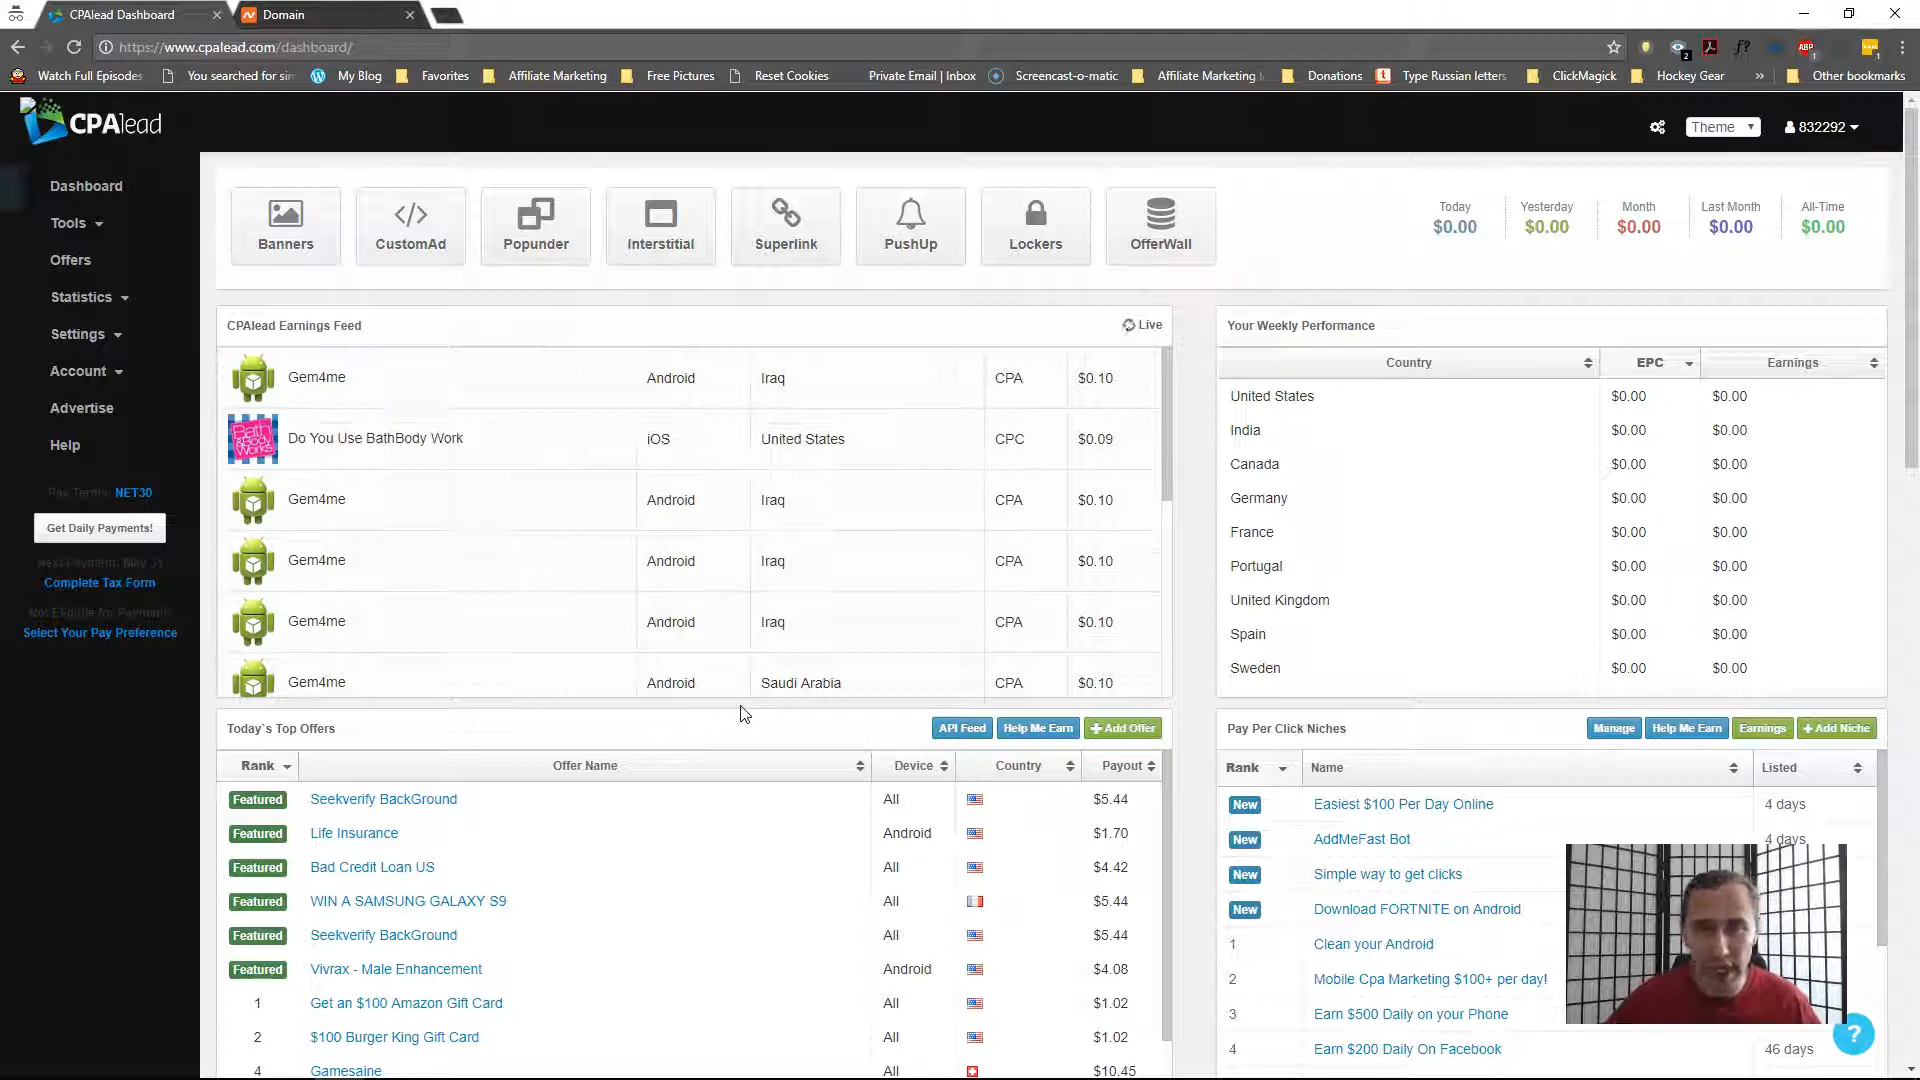 CPAlead Dashboard
Domain
https://www.cpalead.com/dashboard/
Watch Full Episodes
You searched for sin
My Blog
Favorites
Affiliate Marketing
Free Pictures
Reset Cookies
Private Email | Inbox
Screencast-o-matic
Affiliate Marketing
Donations
Type Russian letters
ClickMagick
Hockey Gear
»
Other bookmarks
CPAlead
Theme
832292
Dashboard
Tools
Offers
Statistics
Settings
Account
Advertise
Help
Pay Terms: NET30
Get Daily Payments!
Next Payment: May 31
Complete Tax Form
Not Eligible for Payment
Select Your Pay Preference
Banners
CustomAd
Popunder
Interstitial
Superlink
PushUp
Lockers
OfferWall
Today Yesterday Month Last Month All-Time
$0.00 $0.00 $0.00 $0.00 $0.00
CPAlead Earnings Feed Live
Gem4me Android Iraq CPA $0.10
Do You Use BathBody Work iOS United States CPC $0.09
Gem4me Android Iraq CPA $0.10
Gem4me Android Iraq CPA $0.10
Gem4me Android Iraq CPA $0.10
Gem4me Android Saudi Arabia CPA $0.10
Your Weekly Performance
Country EPC Earnings
United States $0.00 $0.00
India $0.00 $0.00
Canada $0.00 $0.00
Germany $0.00 $0.00
France $0.00 $0.00
Portugal $0.00 $0.00
United Kingdom $0.00 $0.00
Spain $0.00 $0.00
Sweden $0.00 $0.00
Today`s Top Offers API Feed Help Me Earn +Add Offer
Rank Offer Name Device Country Payout
Featured Seekverify BackGround All $5.44
Featured Life Insurance Android $1.70
Featured Bad Credit Loan US All $4.42
Featured WIN A SAMSUNG GALAXY S9 All $5.44
Featured Seekverify BackGround All $5.44
Featured Vivrax - Male Enhancement Android $4.08
1 Get an $100 Amazon Gift Card All $1.02
2 $100 Burger King Gift Card All $1.02
4 Gamesaine All $10.45
Pay Per Click Niches Manage Help Me Earn Earnings +Add Niche
Rank Name Listed
New Easiest $100 Per Day Online 4 days
New AddMeFast Bot 4 days
New Simple way to get clicks
New Download FORTNITE on Android
1 Clean your Android
2 Mobile Cpa Marketing $100+ per day!
3 Earn $500 Daily on your Phone
4 Earn $200 Daily On Facebook 46 days
?